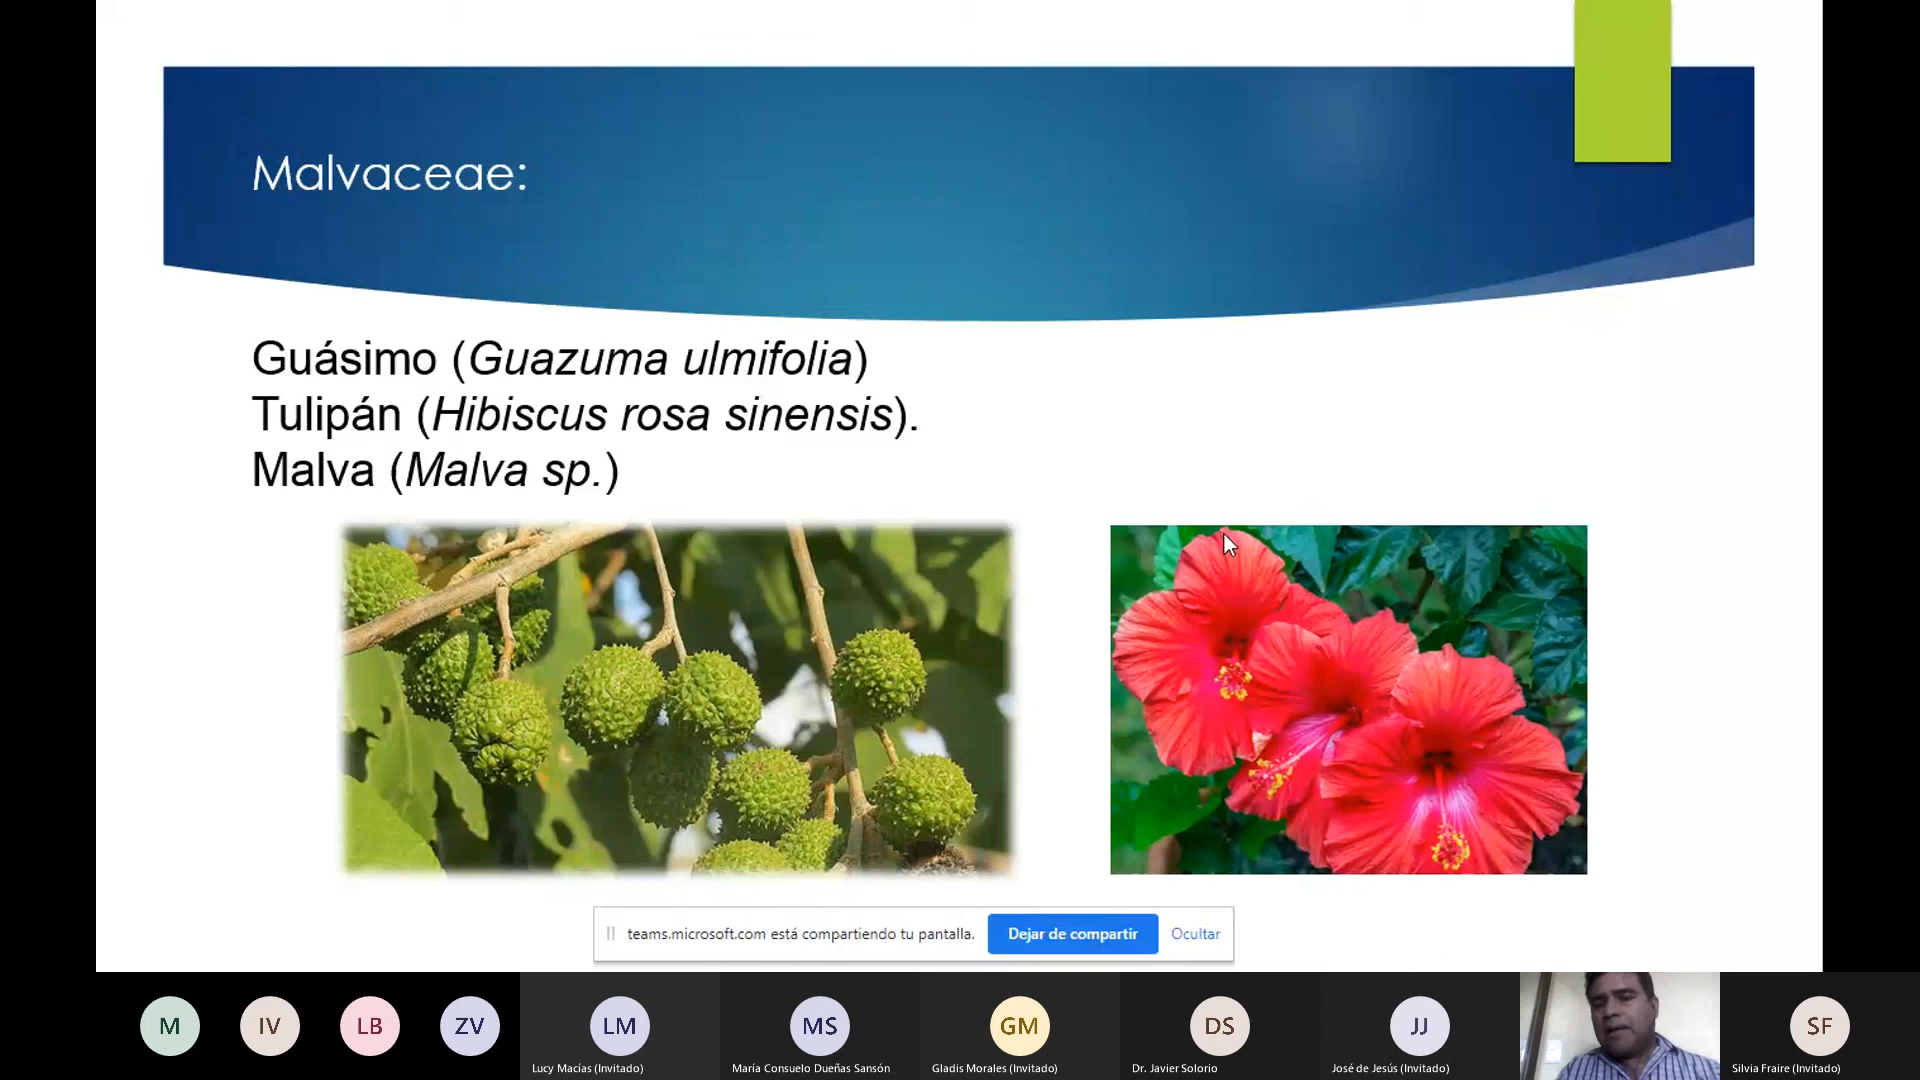 Malvaceae:
Guásimo (Guazuma ulmifolia)
Tulipán (Hibiscus rosa sinensis).
Malva (Malva sp.)
teams.microsoft.com está compartiendo tu pantalla.
Dejar de compartir
Ocultar
M
IV
LB
ZV
LM
MS
GM
DS
JJ
SF
Lucy Macías (Invitado)
María Consuelo Dueñas Sansón
Gladis Morales (Invitado)
Dr. Javier Solorio
José de Jesús (Invitado)
Silvia Fraire (Invitado)